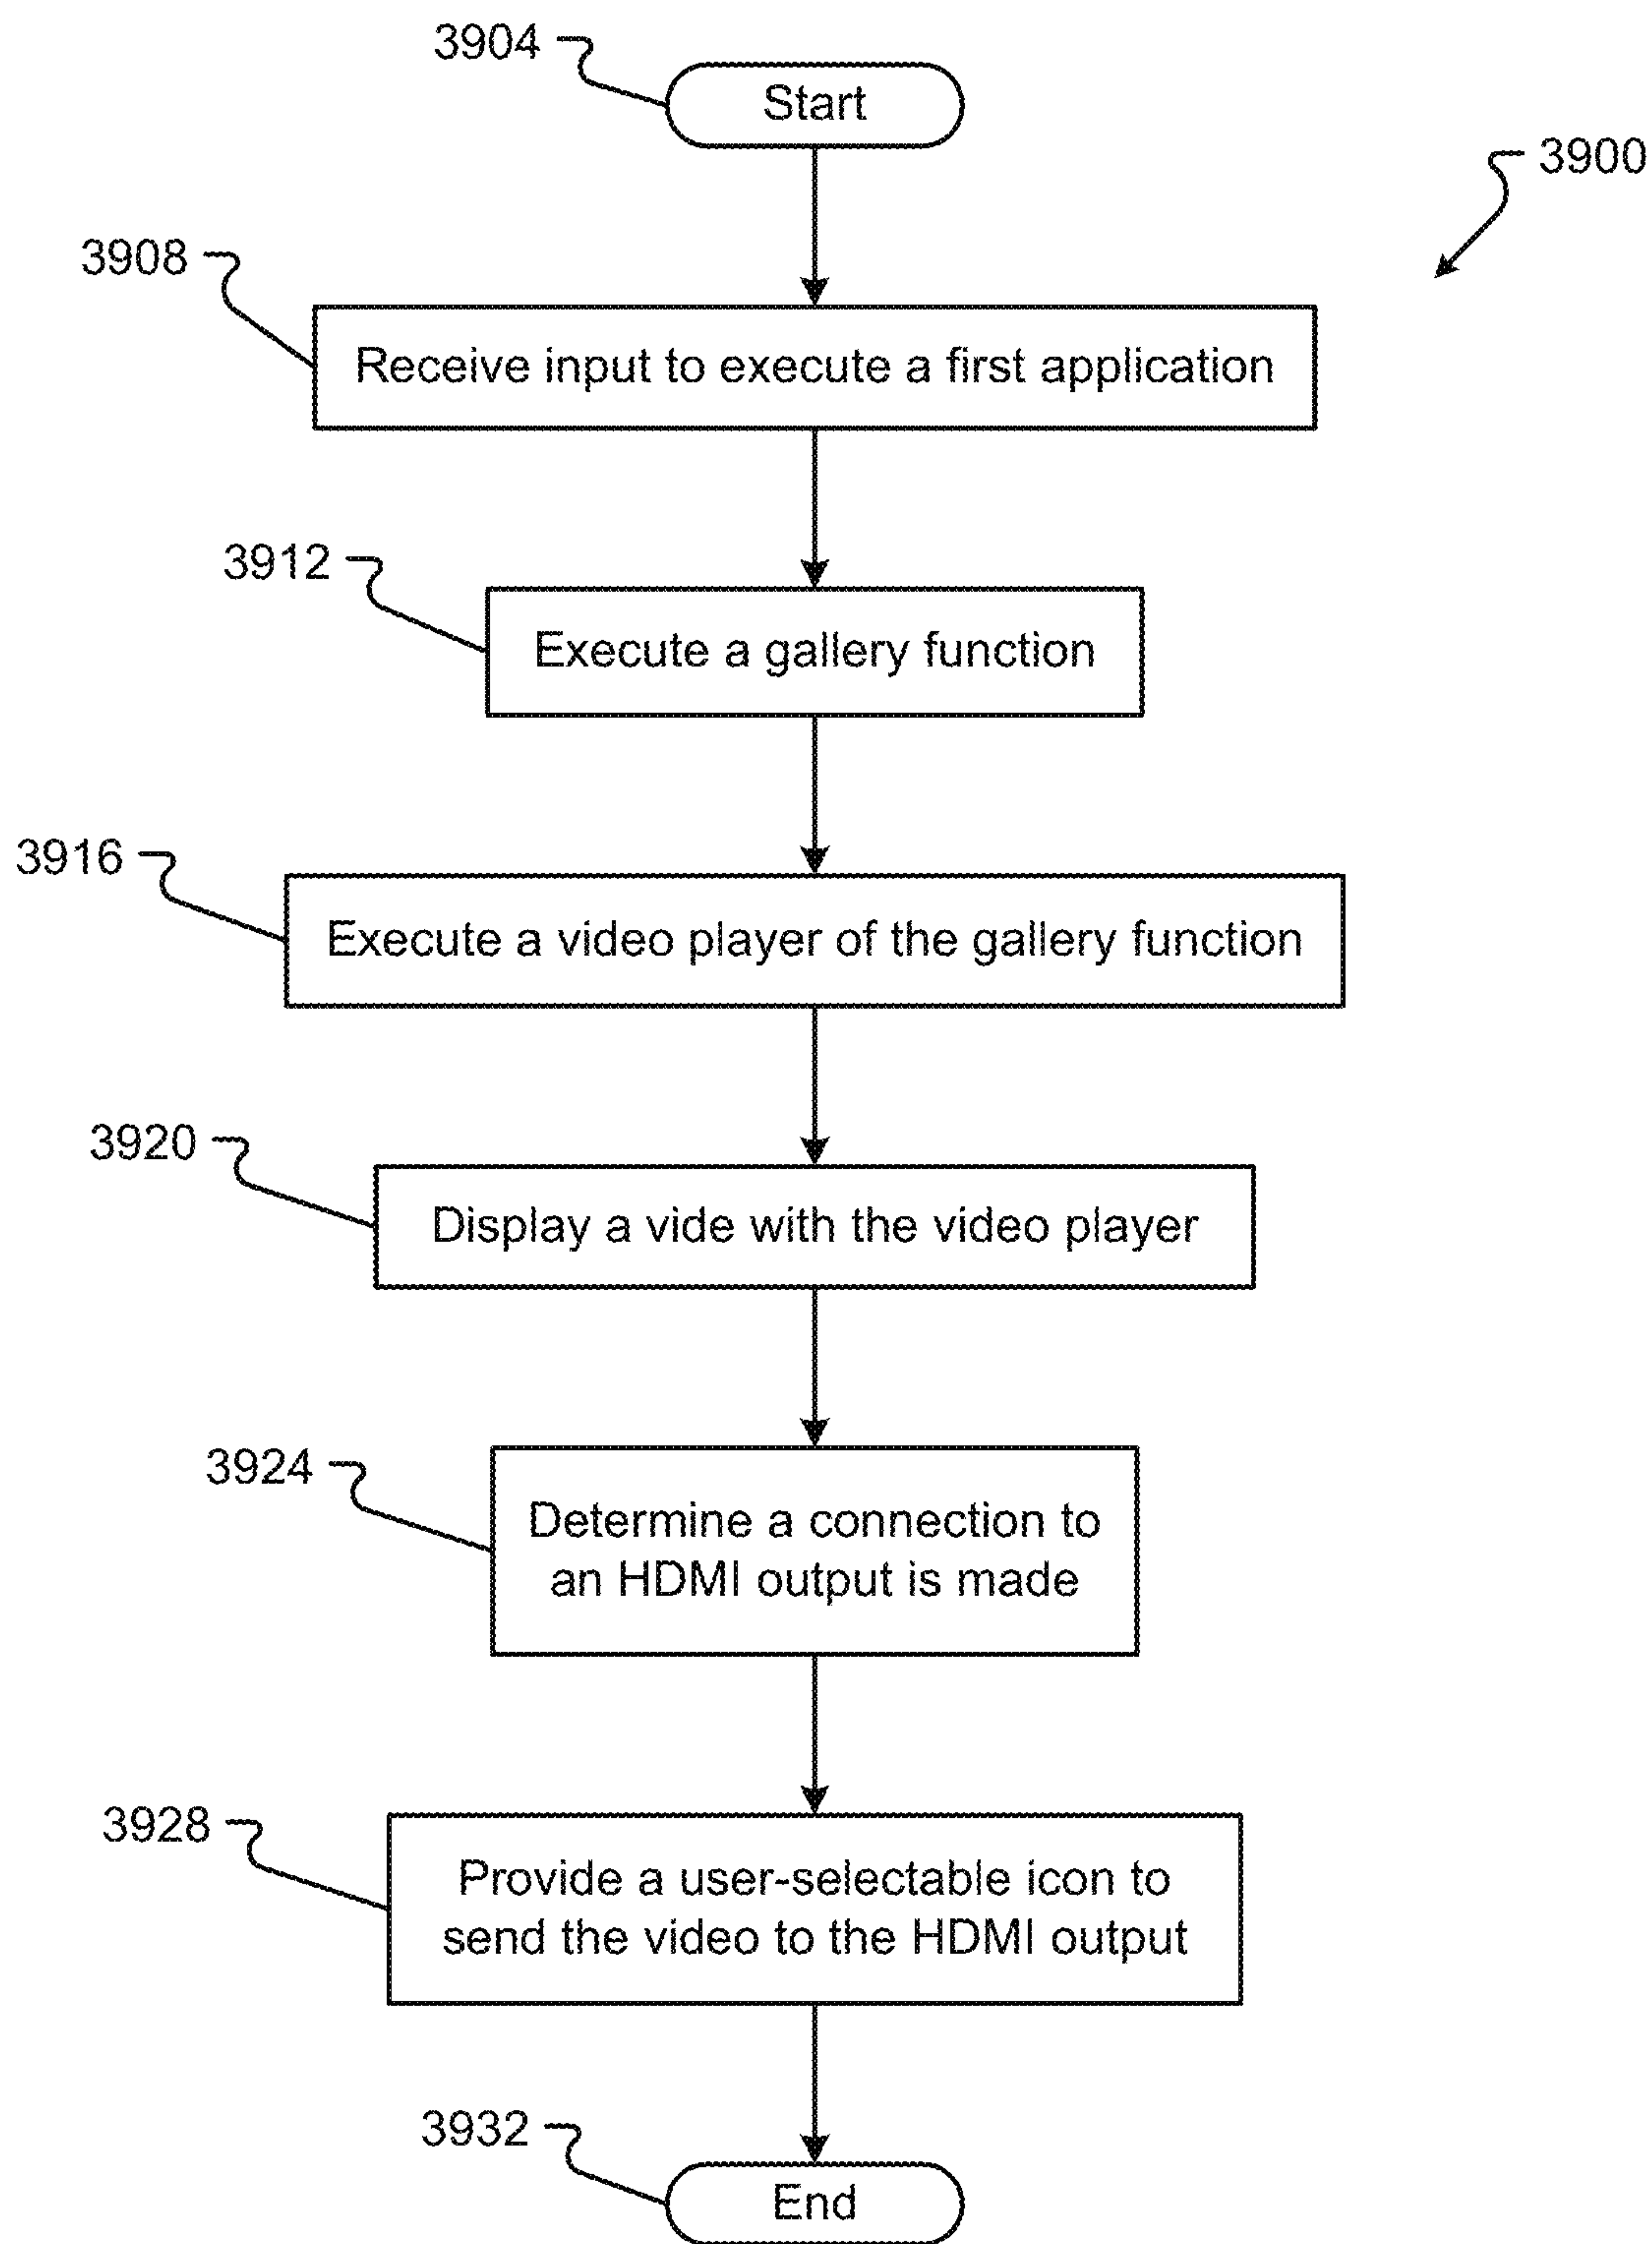 3904
Start
3900
3908
Receive input to execute a first application
3912
Execute a gallery function
3916
Execute a video player of the gallery function
3920
Display a vide with the video player
3924
Determine a connection to
an HDMI output is made
3928
Provide a user-selectable icon to
send the video to the HDMI output
3932
End